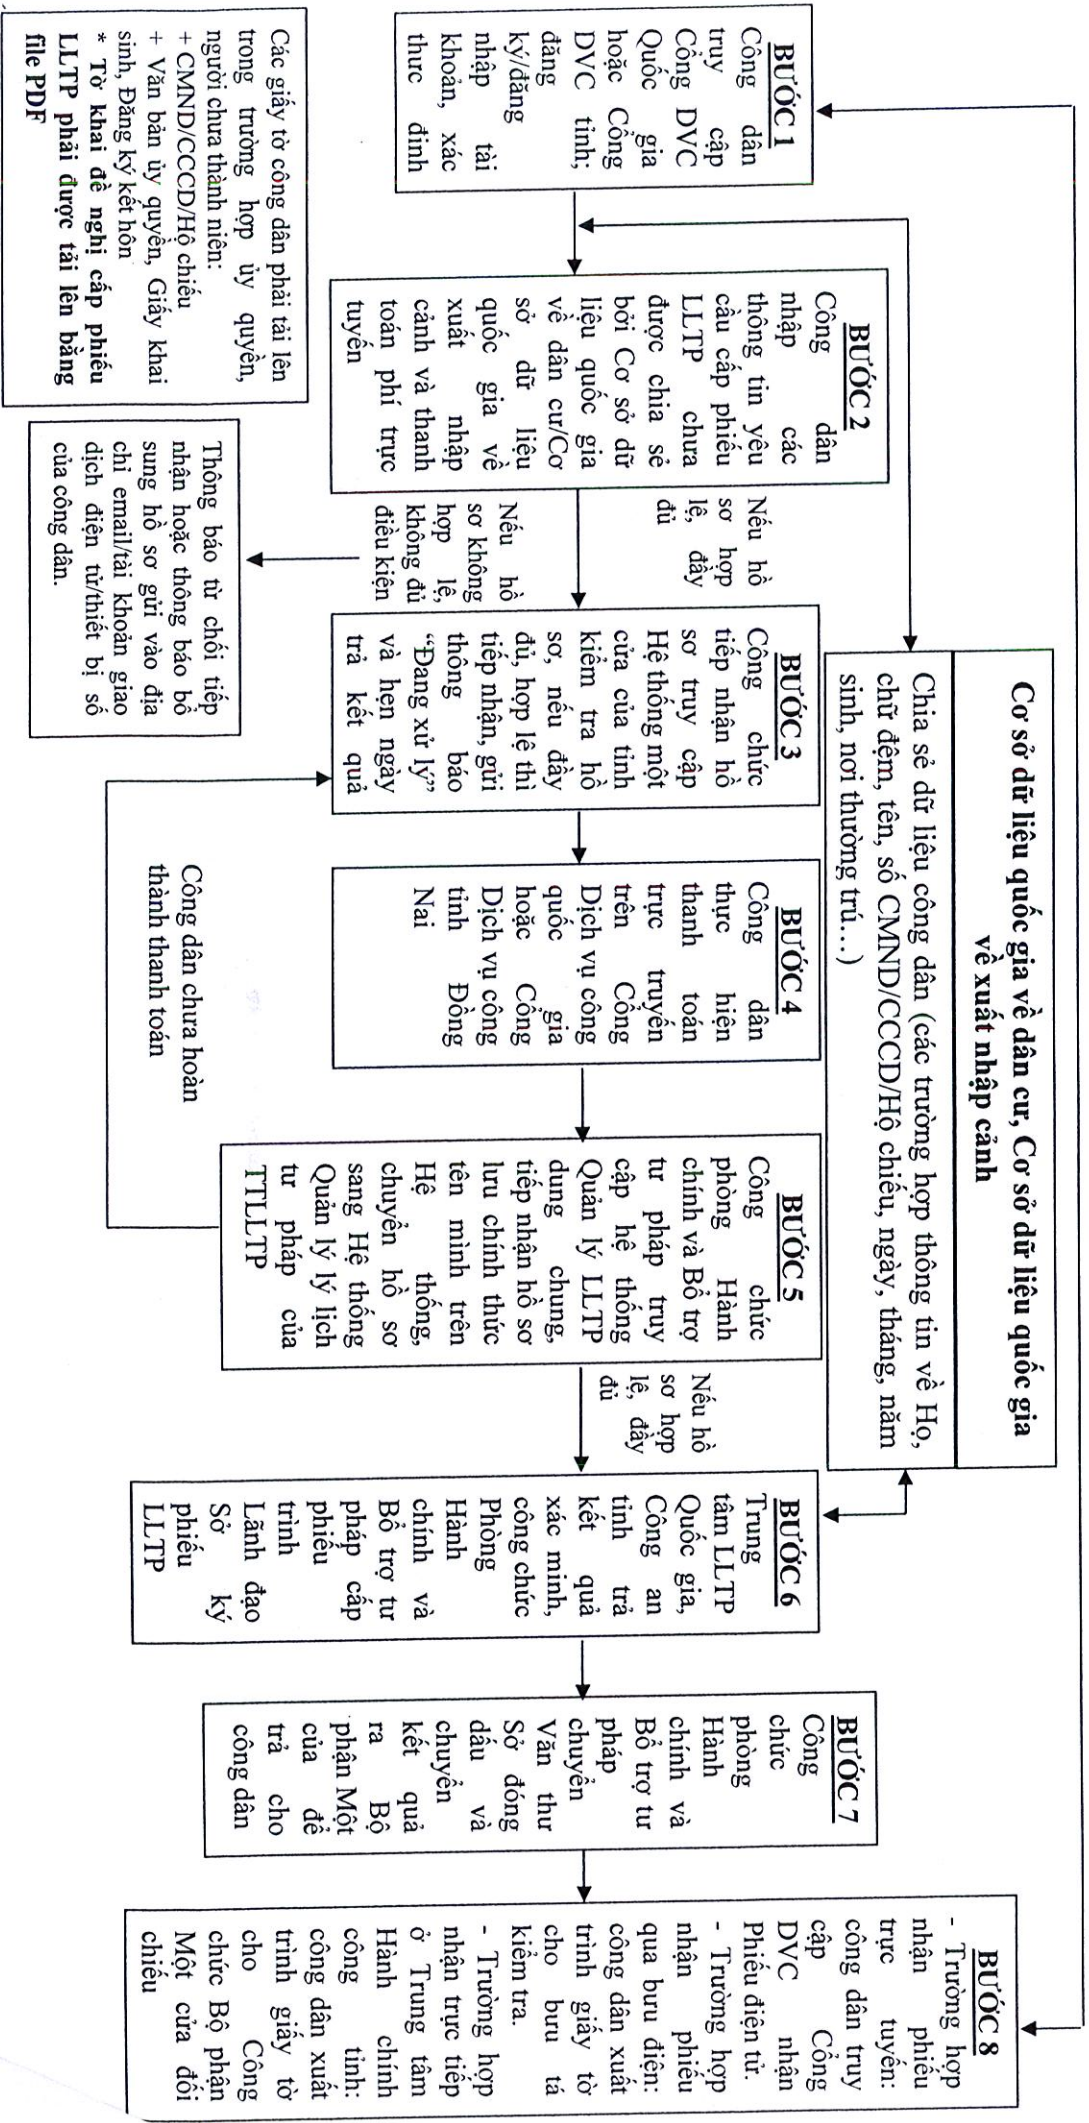 Cơ sở dữ liệu quốc gia về dân cư, Cơ sở dữ liệu quốc gia
về xuất nhập cảnh
Chia sẻ dữ liệu công dân (các trường hợp thông tin về Họ,
chữ đệm, tên, số CMND/CCCD/Hộ chiếu, ngày, tháng, năm
sinh, nơi thường trú…)
BƯỚC 1
Công dân
truy cập
Cổng DVC
Quốc gia
hoặc Cổng
DVC tỉnh;
đăng
ký/đăng
nhập tài
khoản, xác
thực định
BƯỚC 2
Công dân
nhập các
thông tin yêu
cầu cấp phiếu
LLTP chưa
được chia sẻ
bởi Cơ sở dữ
liệu quốc gia
về dân cư/Cơ
sở dữ liệu
quốc gia về
xuất nhập
cảnh và thanh
toán phí trực
tuyến
Nếu hồ
sơ hợp
lệ, đầy
đủ
Nếu hồ
sơ không
hợp lệ,
không đủ
điều kiện
BƯỚC 3
Công chức
tiếp nhận hồ
sơ truy cập
Hệ thống một
cửa của tỉnh
kiểm tra hồ
sơ, nếu đầy
đủ, hợp lệ thì
tiếp nhận, gửi
thông báo
“Đang xử lý”
và hẹn ngày
trả kết quả
BƯỚC 4
Công dân
thực hiện
thanh toán
trực truyến
trên Cổng
Dịch vụ công
quốc gia
hoặc Cổng
Dịch vụ công
tỉnh Đồng
Nai
BƯỚC 5
Công chức
phòng Hành
chính và Bổ trợ
tư pháp truy
cập hệ thống
Quản lý LLTP
dung chung,
tiếp nhận hồ sơ
lưu chính thức
tên mình trên
Hệ thống,
chuyển hồ sơ
sang Hệ thống
Quản lý lý lịch
tư pháp của
TTLLTP
Nếu hồ
sơ hợp
lệ, đầy
đủ
BƯỚC 6
Trung
tâm LLTP
Quốc gia,
Công an
tỉnh trả
kết quả
xác minh,
công chức
Phòng
Hành
chính và
Bổ trợ tư
pháp cấp
phiếu
trình
Lãnh đạo
Sở ký
phiếu
LLTP
BƯỚC 7
Công
chức
phòng
Hành
chính và
Bổ trợ tư
pháp
chuyển
Văn thư
Sở đóng
dấu và
chuyển
kết quả
ra Bộ
phận Một
cửa để
trả cho
công dân
BƯỚC 8
- Trường hợp
nhận phiếu
trực tuyến:
công dân truy
cập Cổng
DVC nhận
Phiếu điện tử.
- Trường hợp
nhận phiếu
qua bưu điện:
công dân xuất
trình giấy tờ
cho bưu tá
kiểm tra.
- Trường hợp
nhận trực tiếp
ở Trung tâm
Hành chính
công tỉnh:
công dân xuất
trình giấy tờ
cho Công
chức Bộ phận
Một cửa đối
chiếu
Các giấy tờ công dân phải tải lên
trong trường hợp ủy quyền,
người chưa thành niên:
+ CMND/CCCD/Hộ chiếu
+ Văn bản ủy quyền, Giấy khai
sinh, Đăng ký kết hôn
* Tờ khai đề nghị cấp phiếu
LLTP phải được tải lên bằng
file PDF
Thông báo từ chối tiếp
nhận hoặc thông báo bổ
sung hồ sơ gửi vào địa
chỉ email/tài khoản giao
dịch điện tử/thiết bị số
của công dân.
Công dân chưa hoàn
thành thanh toán